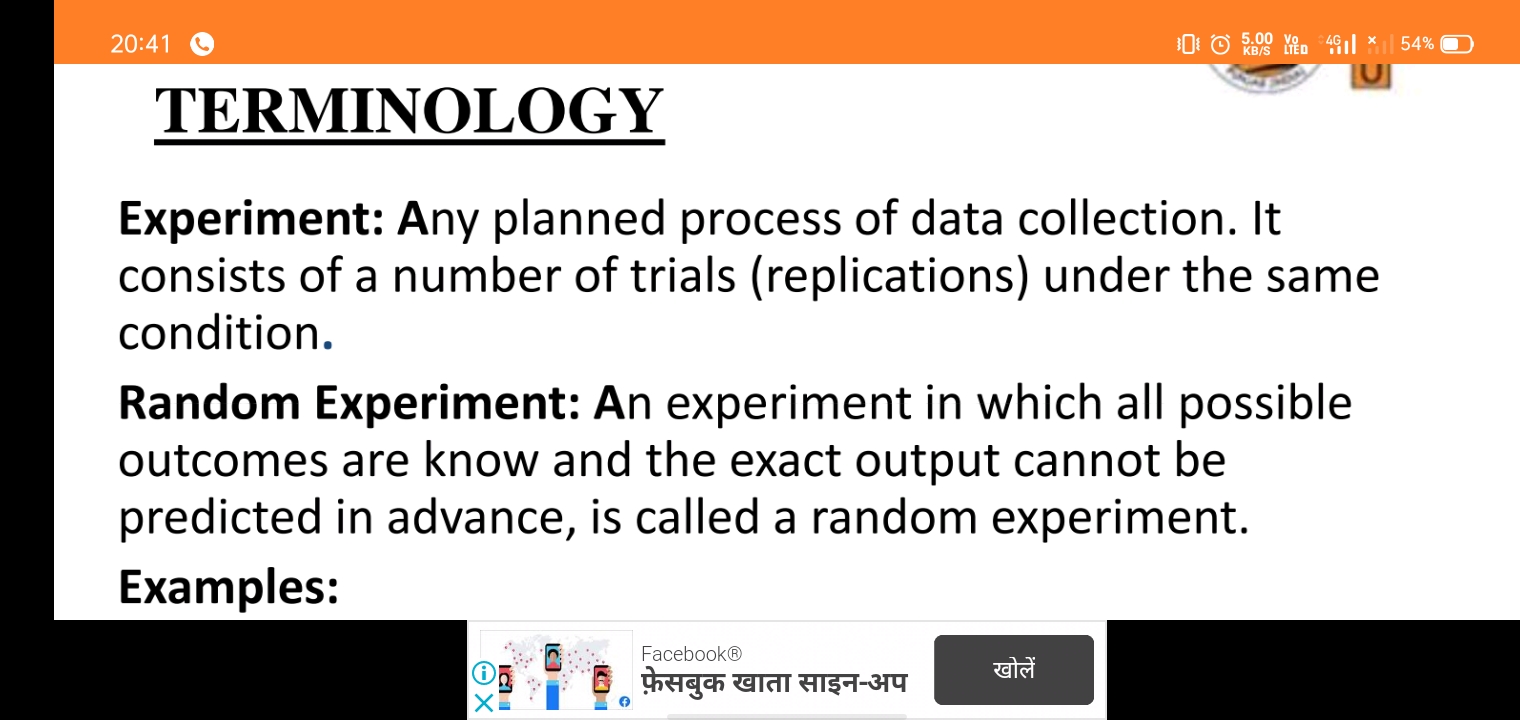 20:41 5.00 KB/S Vo LTE 4G 54%
U
TERMINOLOGY
Experiment: Any planned process of data collection. It
consists of a number of trials (replications) under the same
condition.
Random Experiment: An experiment in which all possible
outcomes are know and the exact output cannot be
predicted in advance, is called a random experiment.
Examples:
Facebook®
फ़ेसबुक खाता साइन-अप
खोलें